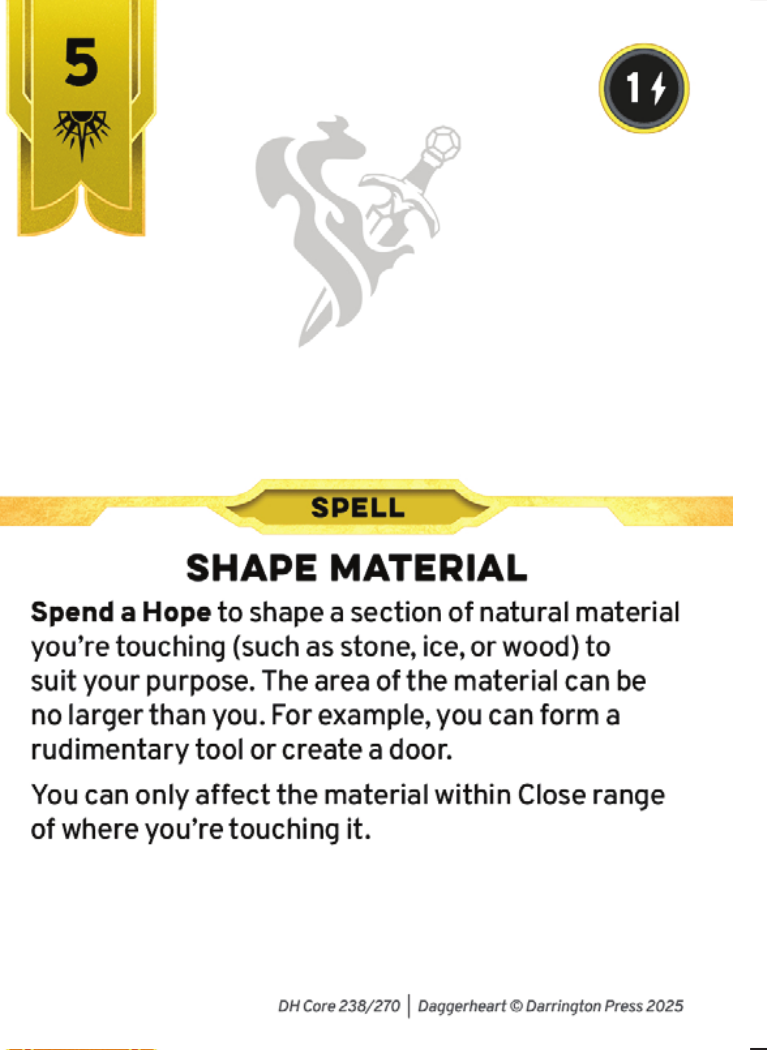 5
1
SPELL
SHAPE MATERIAL
Spend a Hope to shape a section of natural material
you're touching (such as stone, ice, or wood) to
suit your purpose. The area of the material can be
no larger than you. For example, you can form a
rudimentary tool or create a door.
You can only affect the material within Close range
of where you're touching it.
DH Core 238/270 | Daggerheart © Darrington Press 2025